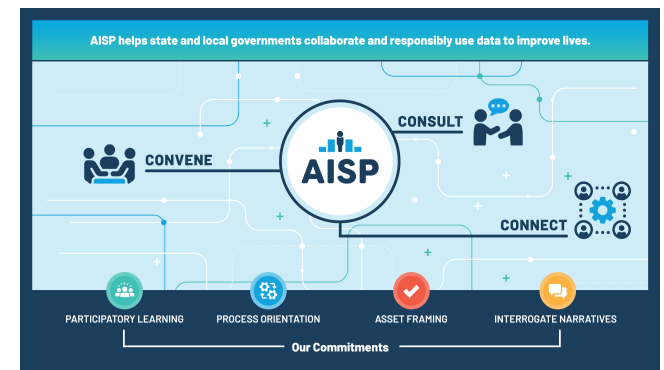 AISP helps state and local governments collaborate and responsibly use data to improve lives.
CONSULT
CONVENE
AISP
CONNECT
PARTICIPATORY LEARNING
PROCESS ORIENTATION
ASSET FRAMING
INTERROGATE NARRATIVES
Our Commitments